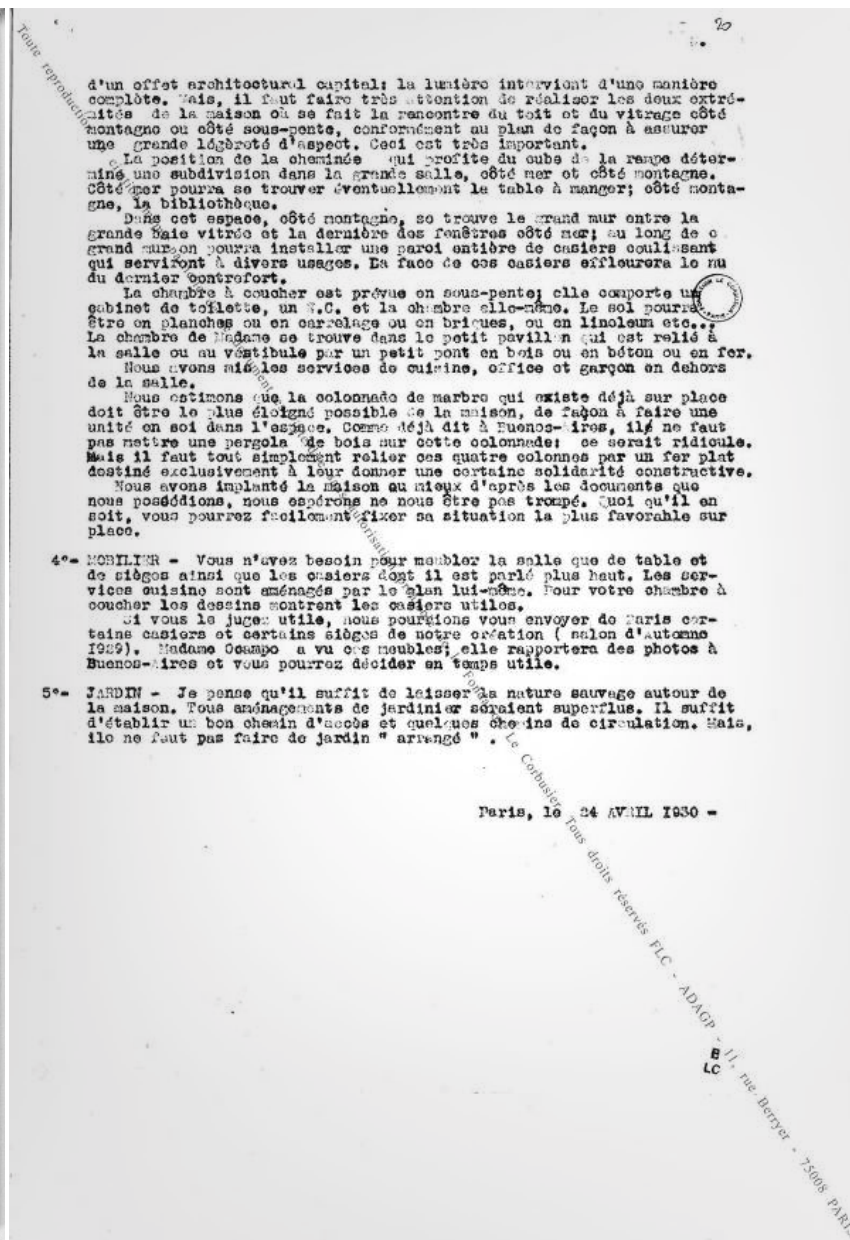 20
d'un effet architectural capital: la lumière intervient d'une manière
complète. Mais, il faut faire très attention de réaliser les deux extré-
mités de la maison où se fait la rencontre du toit et du vitrage côté
montagne ou côté sous-pente, conformément au plan de façon à assurer
une grande légèreté d'aspect. Ceci est très important.
La position de la cheminée qui profite du cube de la rampe déter-
mine une subdivision dans la grande salle, côté mer et côté montagne.
Côté mer pourra se trouver éventuellement la table à manger; côté monta-
gne, la bibliothèque.
Dans cet espace, côté montagne, se trouve le grand mur entre la
grande baie vitrée et la dernière des fenêtres côté mer; au long de c
grand mur on pourra installer une paroi entière de casiers coulissant
qui serviront à divers usages. La face de ces casiers effleurera le nu
du dernier contrefort.
La chambre à coucher est prévue en sous-pente; elle comporte un
cabinet de toilette, un W.C. et la chambre elle-même. Le sol pourra
être en planches ou en carrelage ou en briques, ou en linoleum etc...
La chambre de Madame se trouve dans le petit pavillon qui est relié à
la salle ou au vestibule par un petit pont en bois ou en béton ou en fer.
Nous avons mis les services de cuisine, office et garçon en dehors
de la salle.
Nous estimons que la colonnade de marbre qui existe déjà sur place
doit être le plus éloigné possible de la maison, de façon à faire une
unité en soi dans l'espace. Comme déjà dit à Buenos-Aires, il ne faut
pas mettre une pergola de bois sur cette colonnade: ce serait ridicule.
Mais il faut tout simplement relier ces quatre colonnes par un fer plat
destiné exclusivement à leur donner une certaine solidarité constructive.
Nous avons implanté la maison au mieux d'après les documents que
nous possédions, nous espérons ne nous être pas trompé. Quoi qu'il en
soit, vous pourrez facilement fixer sa situation la plus favorable sur
place.
4°- MOBILIER - Vous n'avez besoin pour meubler la salle que de table et
de sièges ainsi que les casiers dont il est parlé plus haut. Les ser-
vices cuisine sont aménagés par le plan lui-même. Pour votre chambre à
coucher les dessins montrent les casiers utiles.
Si vous le jugez utile, nous pourrions vous envoyer de Paris cer-
tains casiers et certains sièges de notre création ( salon d'Automne
I929). Madame Ocampo a vu ces meubles; elle rapportera des photos à
Buenos-Aires et vous pourrez décider en temps utile.
5°- JARDIN - Je pense qu'il suffit de laisser la nature sauvage autour de
la maison. Tous aménagements de jardinier seraient superflus. Il suffit
d'établir un bon chemin d'accès et quelques chemins de circulation. Mais,
ilo ne faut pas faire de jardin " arrangé " .
Paris, le 24 AVRIL I930 -
B
LC
Toute reproduction
autorisation
Fond
Le Corbusier Tous droits réservés FLC - ADAGP - 11, rue Berryer - 75008 PARIS